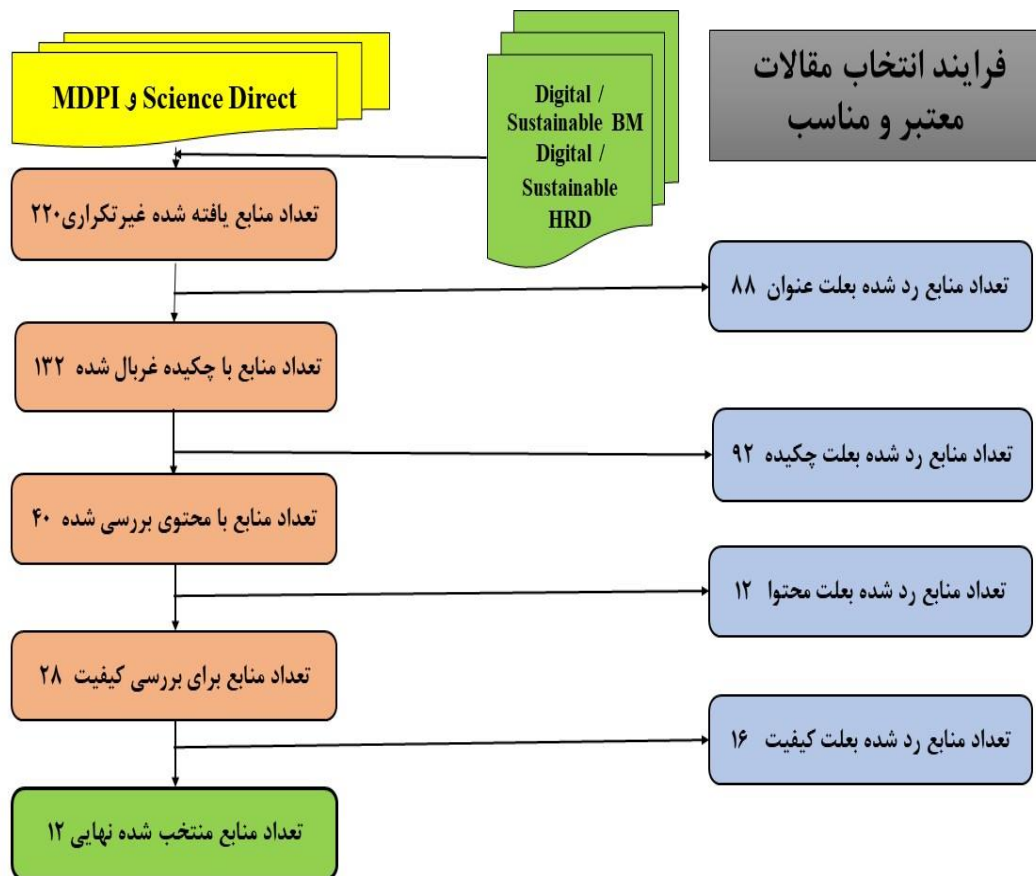 فرایند انتخاب مقالات
معتبر و مناسب
Science Direct و MDPI
Digital /
Sustainable BM
Digital /
Sustainable
HRD
تعداد منابع یافته شده غیرتکراری۲۲۰
تعداد منابع رد شده بعلت عنوان ۸۸
تعداد منابع با چکیده غربال شده ۱۳۲
تعداد منابع رد شده بعلت چکیده ۹۲
تعداد منابع با محتوی بررسی شده ۴۰
تعداد منابع رد شده بعلت محتوا ۱۲
تعداد منابع برای بررسی کیفیت ۲۸
تعداد منابع رد شده بعلت کیفیت ۱۶
تعداد منابع منتخب شده نهایی ۱۲